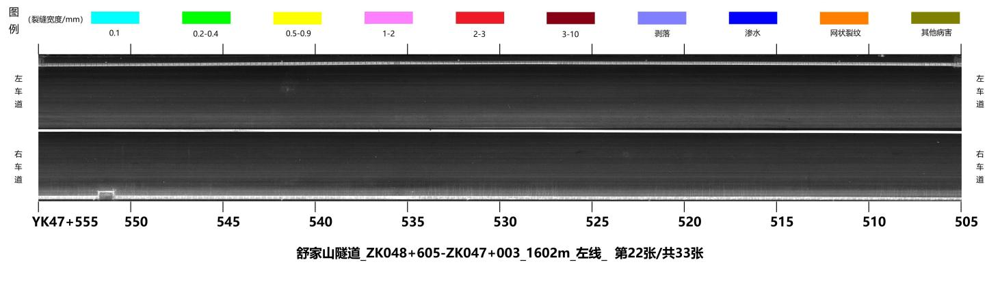 图例 (裂缝宽度/mm) 0.1 0.2-0.4 0.5-0.9 1-2 2-3 3-10 剥落 渗水 网状裂纹 其他病害
左车道 左车道
右车道 右车道
YK47+555 550 545 540 535 530 525 520 515 510 505
舒家山隧道_ZK048+605-ZK047+003_1602m_左线_ 第22张/共33张